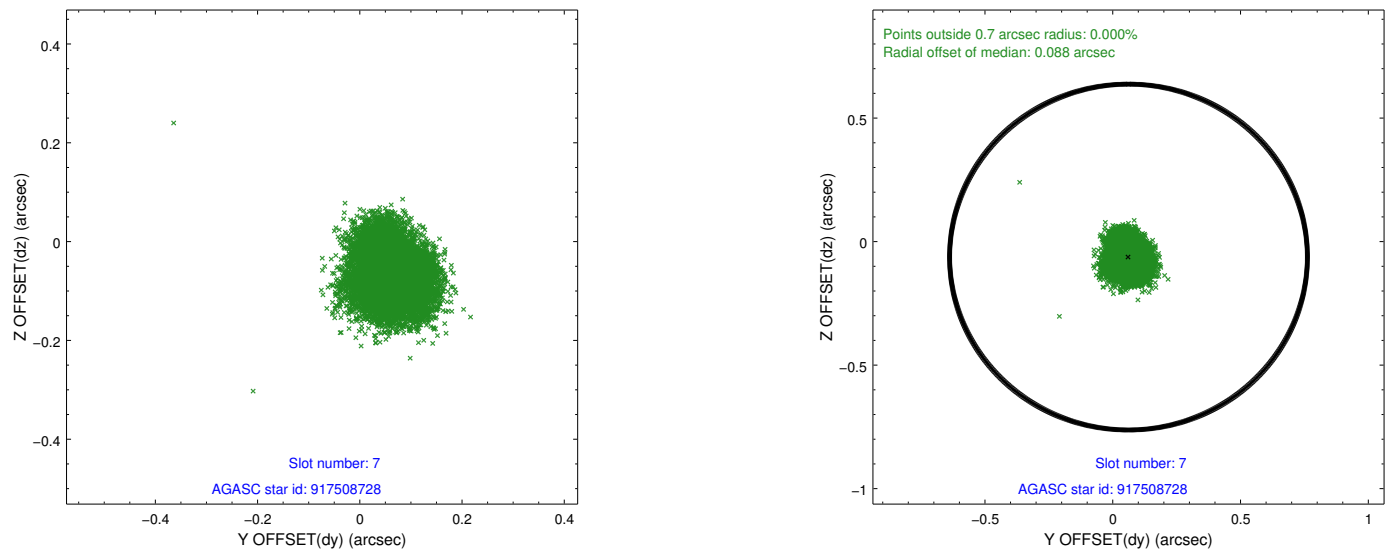 0.4
0.2
0
−0.2
−0.4
Z OFFSET(dz) (arcsec)
Slot number: 7
AGASC star id: 917508728
−0.4
−0.2
0
0.2
0.4
Y OFFSET(dy) (arcsec)
Points outside 0.7 arcsec radius: 0.000%
Radial offset of median: 0.088 arcsec
0.5
0
−0.5
−1
Z OFFSET(dz) (arcsec)
Slot number: 7
AGASC star id: 917508728
−0.5
0
0.5
1
Y OFFSET(dy) (arcsec)